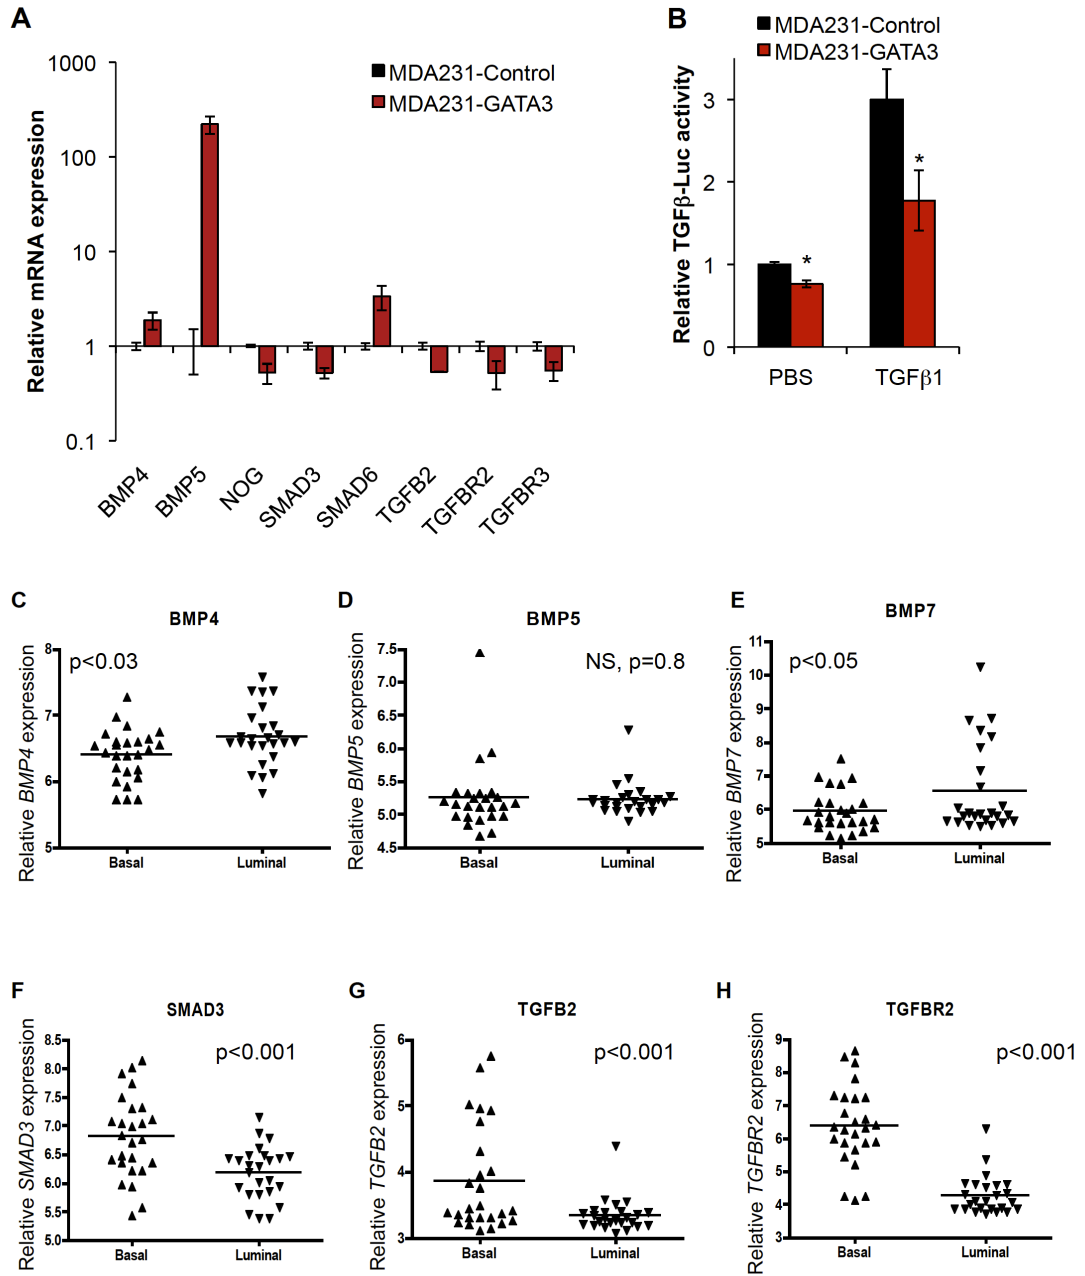 A
MDA231-Control
MDA231-GATA3
Relative mRNA expression
1000
100
10
1
0.1
BMP4
BMP5
NOG
SMAD3
SMAD6
TGFB2
TGFBR2
TGFBR3
B
MDA231-Control
MDA231-GATA3
Relative TGFβ-Luc activity
3
2
1
0
*
*
PBS
TGFβ1
C
BMP4
p<0.03
Relative BMP4 expression
8
7
6
5
Basal
Luminal
D
BMP5
NS, p=0.8
Relative BMP5 expression
7.5
7.0
6.5
6.0
5.5
5.0
4.5
Basal
Luminal
E
BMP7
p<0.05
Relative BMP7 expression
11
10
9
8
7
6
5
Basal
Luminal
F
SMAD3
p<0.001
Relative SMAD3 expression
8.5
8.0
7.5
7.0
6.5
6.0
5.5
5.0
Basal
Luminal
G
TGFB2
p<0.001
Relative TGFB2 expression
6
5
4
3
Basal
Luminal
H
TGFBR2
p<0.001
Relative TGFBR2 expression
9
8
7
6
5
4
3
Basal
Luminal